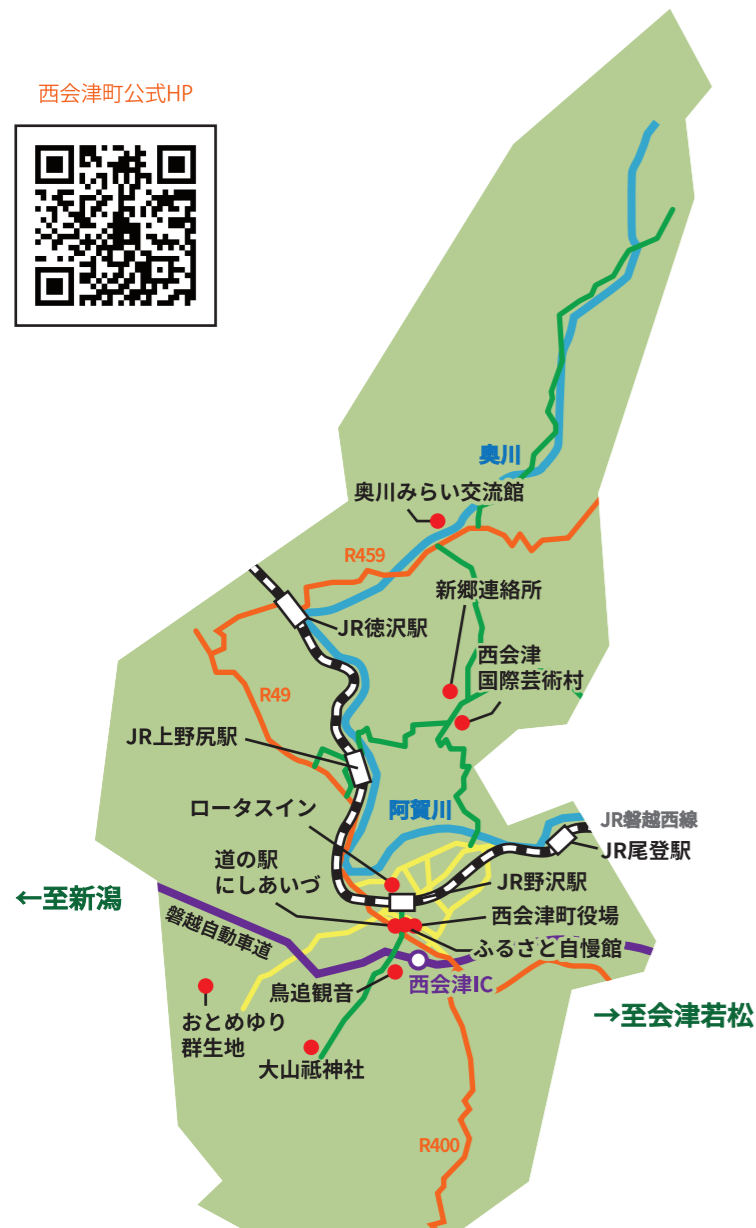 西会津町公式HP
奥川
奥川みらい交流館
R459
新郷連絡所
JR徳沢駅
西会津
国際芸術村
R49
JR上野尻駅
ロータスイン
阿賀川
JR磐越西線
JR尾登駅
道の駅
にしあいづ
JR野沢駅
←至新潟
西会津町役場
磐越自動車道
ふるさと自慢館
西会津IC
鳥追観音
→至会津若松
おとめゆり
群生地
大山祇神社
R400